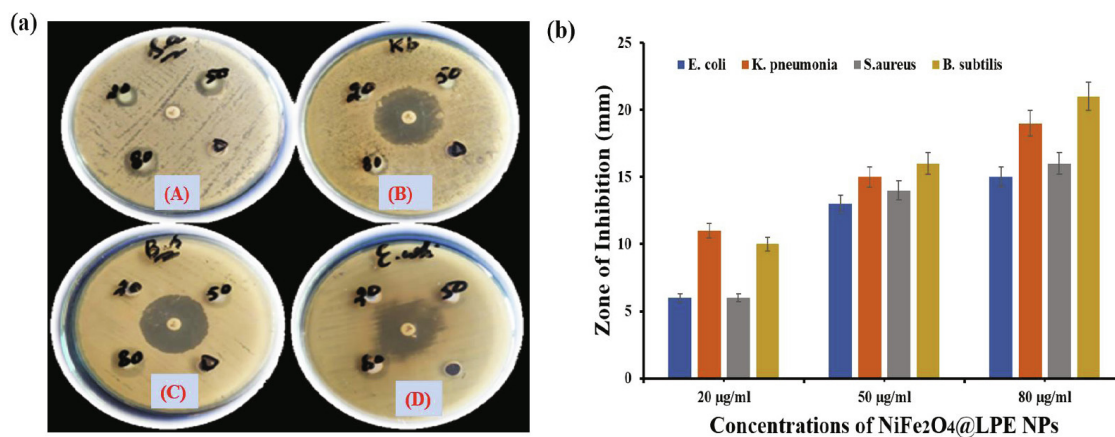 (a)
20
50
80
(A)
Kb
20
50
80
(B)
B.s
20
50
80
(C)
E. coli
20
50
80
(D)
(b)
25
20
15
10
5
0
Zone of Inhibition (mm)
E. coli K. pneumonia S.aureus B. subtilis
20 µg/ml 50 µg/ml 80 µg/ml
Concentrations of NiFe₂O₄@LPE NPs